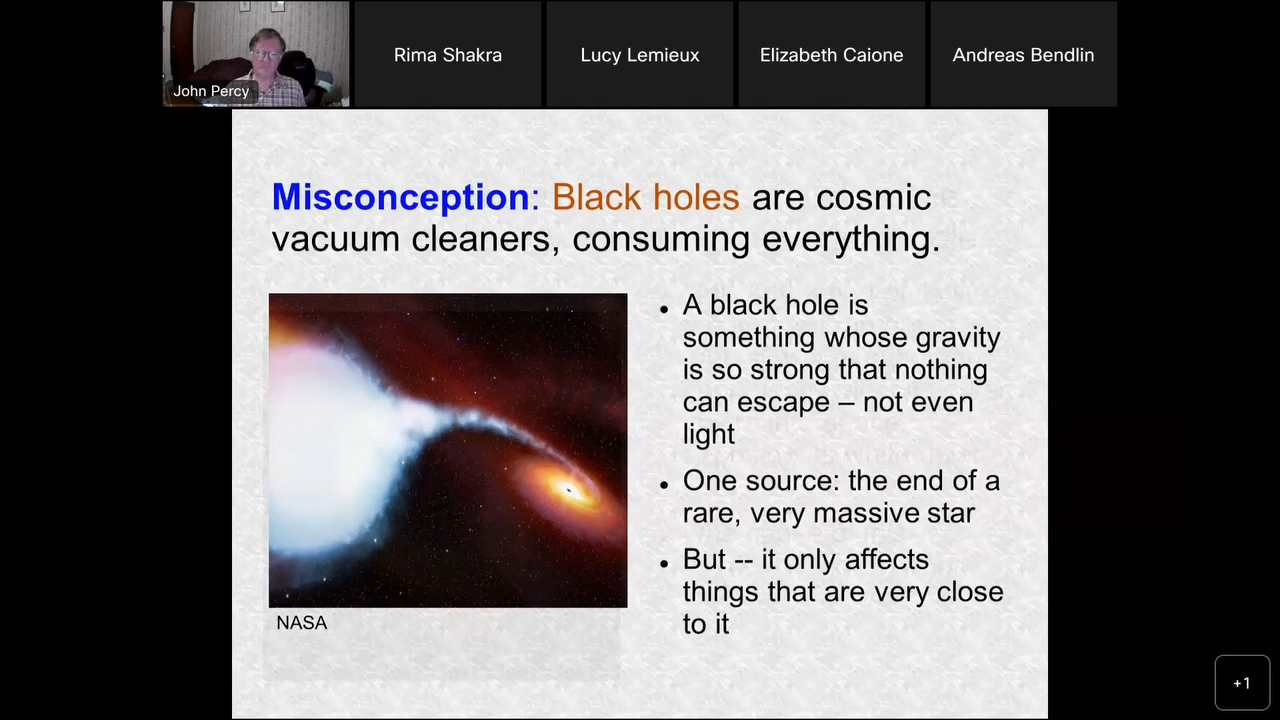 John Percy
Rima Shakra
Lucy Lemieux
Elizabeth Caione
Andreas Bendlin
Misconception: Black holes are cosmic
vacuum cleaners, consuming everything.
• A black hole is
something whose gravity
is so strong that nothing
can escape – not even
light
• One source: the end of a
rare, very massive star
• But -- it only affects
things that are very close
to it
NASA
+1